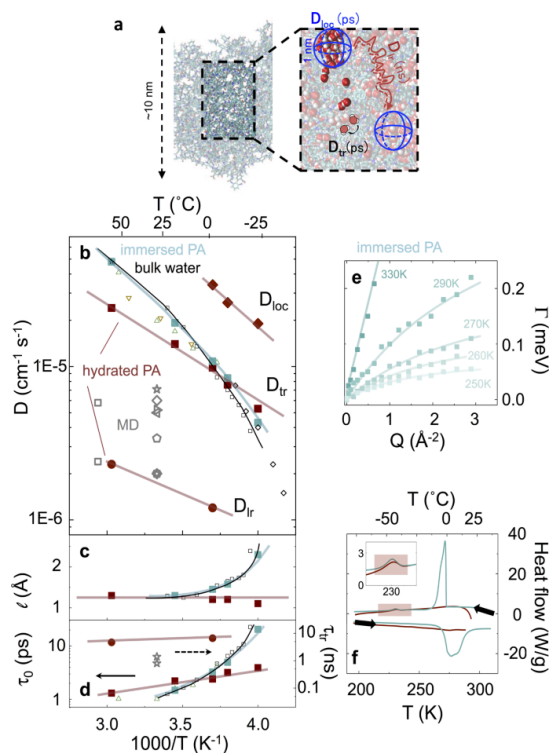 a
~10 nm
D_loc (ps)
1 nm
D_lr (ns)
D_tr (ps)
T (˚C)
50 25 0 -25
b
immersed PA
bulk water
D_loc
D_tr
hydrated PA
MD
D_lr
D (cm⁻¹ s⁻¹)
1E-5
1E-6
c
ℓ (Å)
2
1
d
τ₀ (ps)
10
1
τ_tr (ns)
10
1
0.1
3.0 3.5 4.0
1000/T (K⁻¹)
immersed PA
e
330K
290K
270K
260K
250K
Γ (meV)
0.2
0.1
0.0
0 1 2 3
Q (Å⁻²)
T (˚C)
-50 0 25
3
0
230
Heat flow (W/g)
40
20
0
-20
f
200 250 300
T (K)